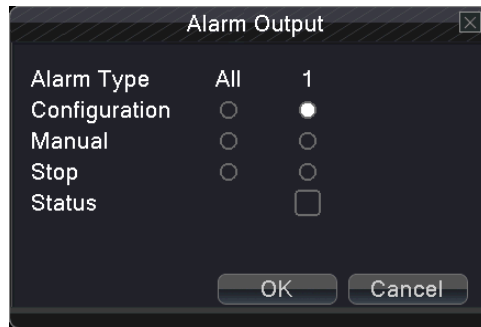 Alarm Output
Alarm Type All 1
Configuration
Manual
Stop
Status
OK Cancel